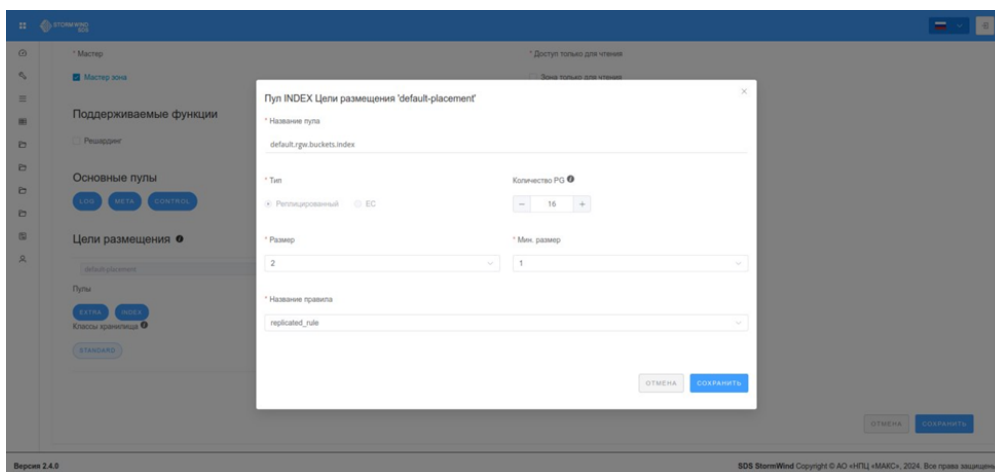 STORMWIND
SDS
* Мастер
* Доступ только для чтения
Мастер зона
Зона только для чтения
Поддерживаемые функции
Решардинг
Основные пулы
LOG META CONTROL
Цели размещения
default-placement
Пулы
EXTRA INDEX
Классы хранилища
STANDARD
Пул INDEX Цели размещения 'default-placement'
* Название пула
default.rgw.buckets.index
* Тип
Количество PG
Реплицированный EC
− 16 +
* Размер
* Мин. размер
2
1
* Название правила
replicated_rule
ОТМЕНА СОХРАНИТЬ
ОТМЕНА СОХРАНИТЬ
Версия 2.4.0
SDS StormWind Copyright © АО «НПЦ «МАКС», 2024. Все права защищены